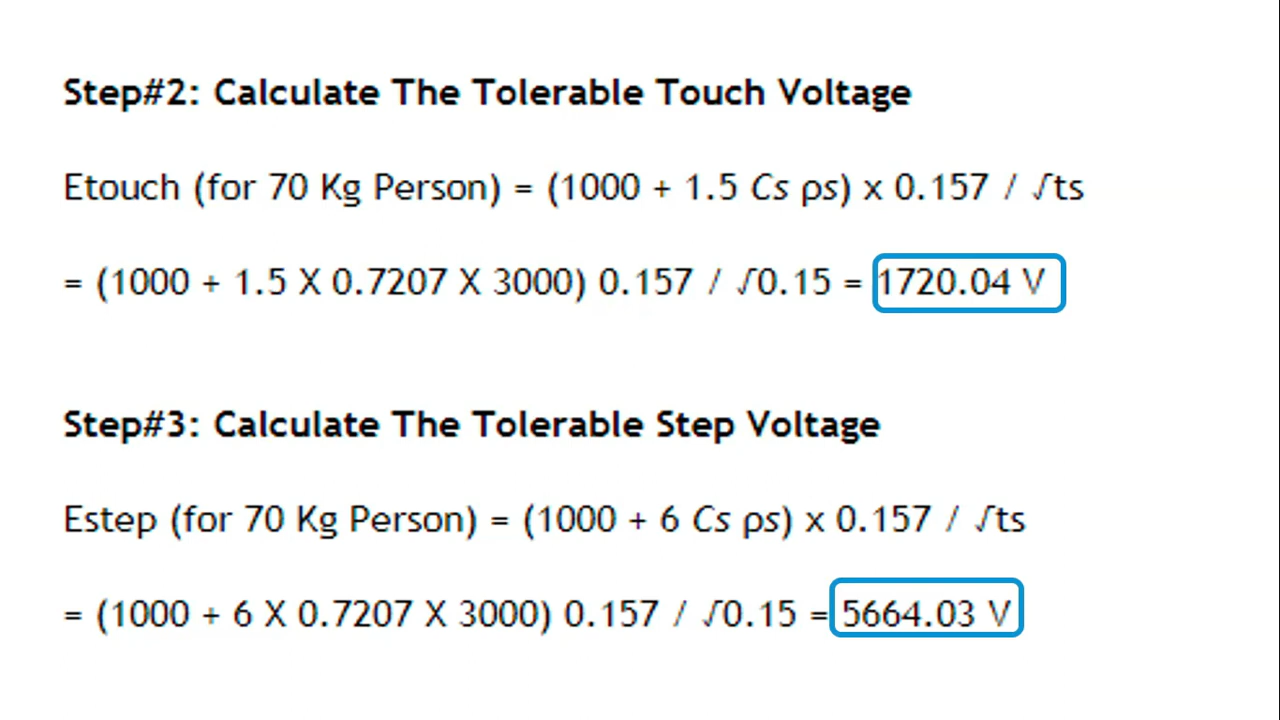 Step#2: Calculate The Tolerable Touch Voltage
Etouch (for 70 Kg Person) = (1000 + 1.5 Cs ρs) x 0.157 / √ts
= (1000 + 1.5 X 0.7207 X 3000) 0.157 / √0.15 = 1720.04 V
Step#3: Calculate The Tolerable Step Voltage
Estep (for 70 Kg Person) = (1000 + 6 Cs ρs) x 0.157 / √ts
= (1000 + 6 X 0.7207 X 3000) 0.157 / √0.15 = 5664.03 V